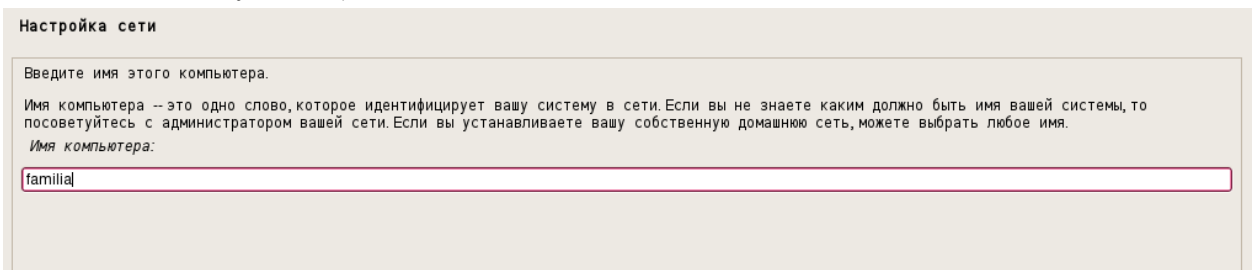 Настройка сети
Введите имя этого компьютера.
Имя компьютера -- это одно слово, которое идентифицирует вашу систему в сети. Если вы не знаете каким должно быть имя вашей системы, то
посоветуйтесь с администратором вашей сети. Если вы устанавливаете вашу собственную домашнюю сеть, можете выбрать любое имя.
Имя компьютера:
familia